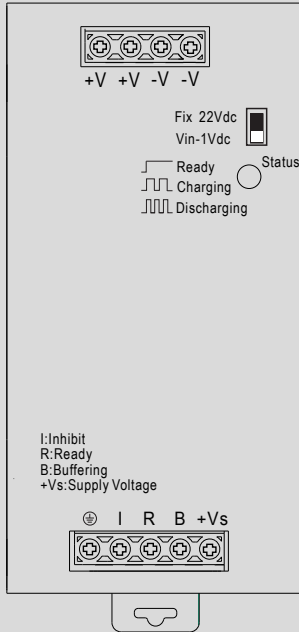 +V +V -V -V
Fix 22Vdc
Vin-1Vdc
Status
Ready
Charging
Discharging
I:Inhibit
R:Ready
B:Buffering
+Vs:Supply Voltage
I R B +Vs